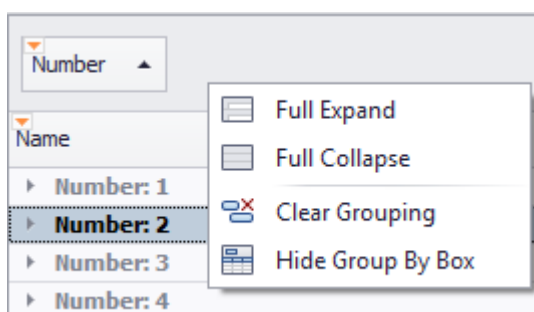 Number
Full Expand
Name
Full Collapse
Number: 1
Clear Grouping
Number: 2
Hide Group By Box
Number: 3
Number: 4